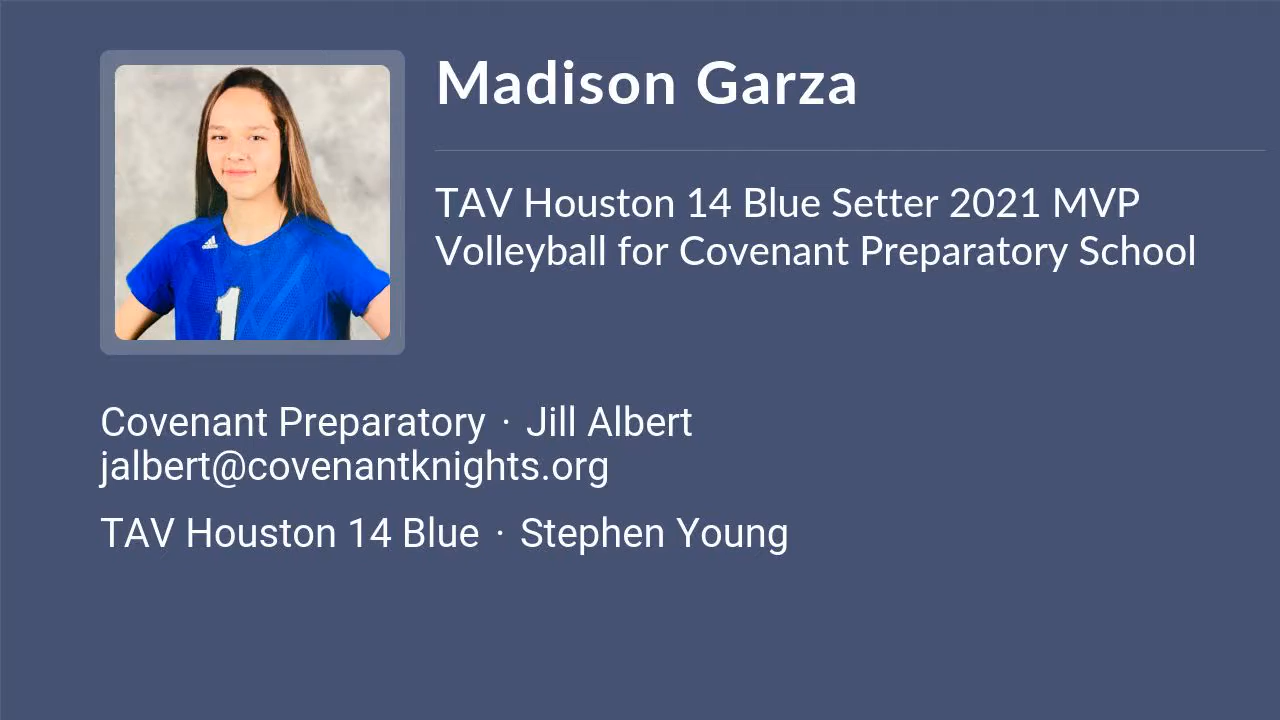 Madison Garza
TAV Houston 14 Blue Setter 2021 MVP
Volleyball for Covenant Preparatory School
1
Covenant Preparatory · Jill Albert
jalbert@covenantknights.org
TAV Houston 14 Blue · Stephen Young